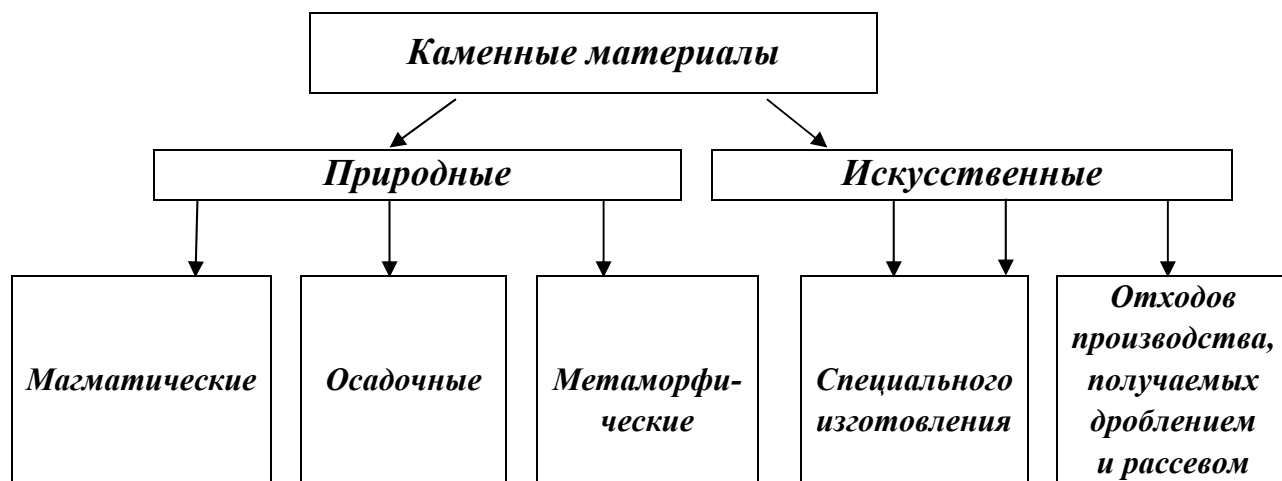 Каменные материалы
Природные
Искусственные
Магматические
Осадочные
Метаморфи-
ческие
Специального
изготовления
Отходов
производства,
получаемых
дроблением
и рассевом